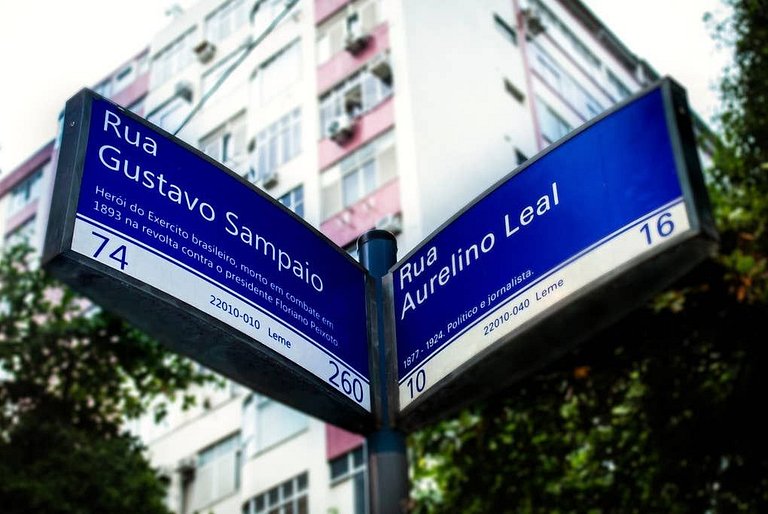 Rua
Gustavo Sampaio
Herói do Exercito brasileiro, morto em combate em
1893 na revolta contra o presidente Floriano Peixoto
74
22010-010 Leme
260
Rua
Aurelino Leal
1877 - 1924. Político e jornalista.
16
22010-040 Leme
10